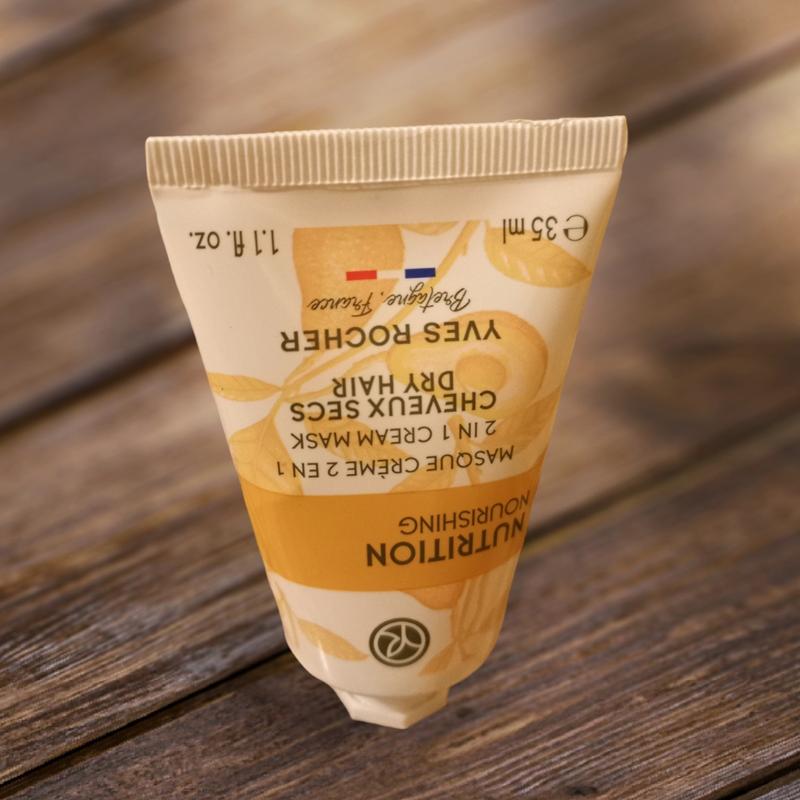 NUTRITION
NOURISHING
MASQUE CRÈME 2 EN 1
2 IN 1 CREAM MASK
CHEVEUX SECS
DRY HAIR
YVES ROCHER
Bretagne. France
℮ 35 ml 1.1 fl. oz.